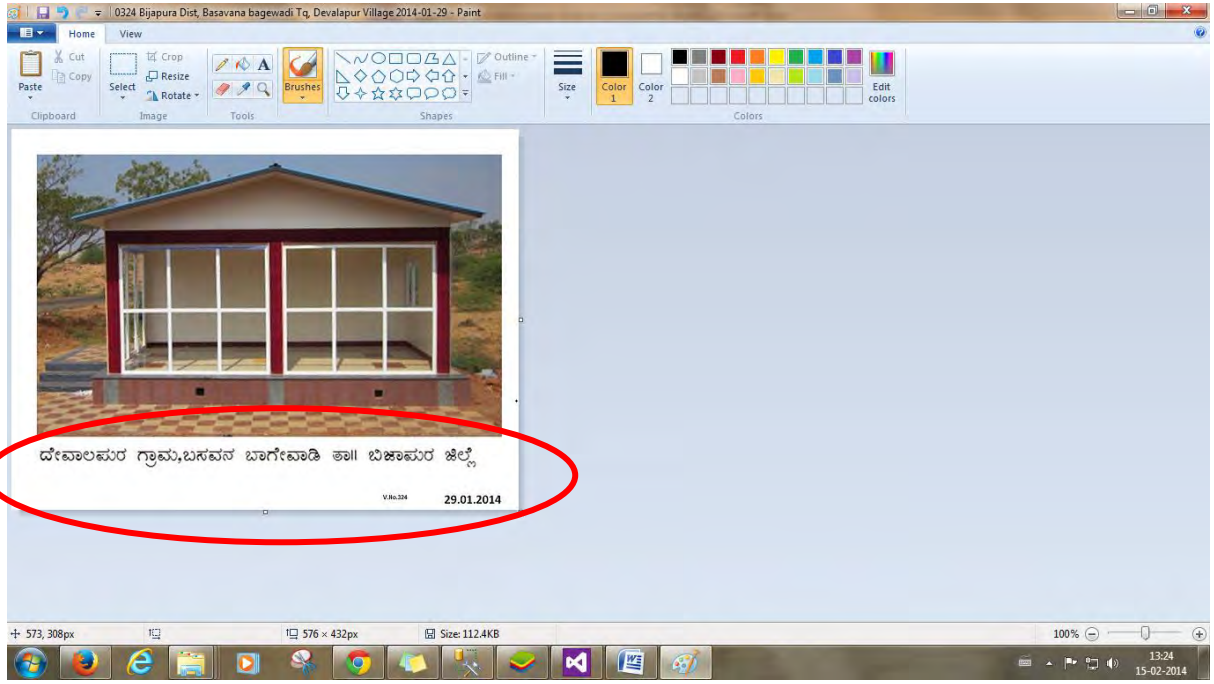 0324 Bijapura Dist, Basavana bagewadi Tq, Devalapur Village 2014-01-29 - Paint
Home View
Cut
Copy
Paste
Clipboard
Select
Crop
Resize
Rotate
Image
Tools
Brushes
Outline
Fill
Shapes
Size
Color 1
Color 2
Edit colors
Colors
ದೇವಾಲಪುರ ಗ್ರಾಮ,ಬಸವನ ಬಾಗೇವಾಡಿ ತಾ|| ಬಿಜಾಪುರ ಜಿಲ್ಲೆ
V.No.324 29.01.2014
573, 308px 576 × 432px Size: 112.4KB 100%
13:24
15-02-2014